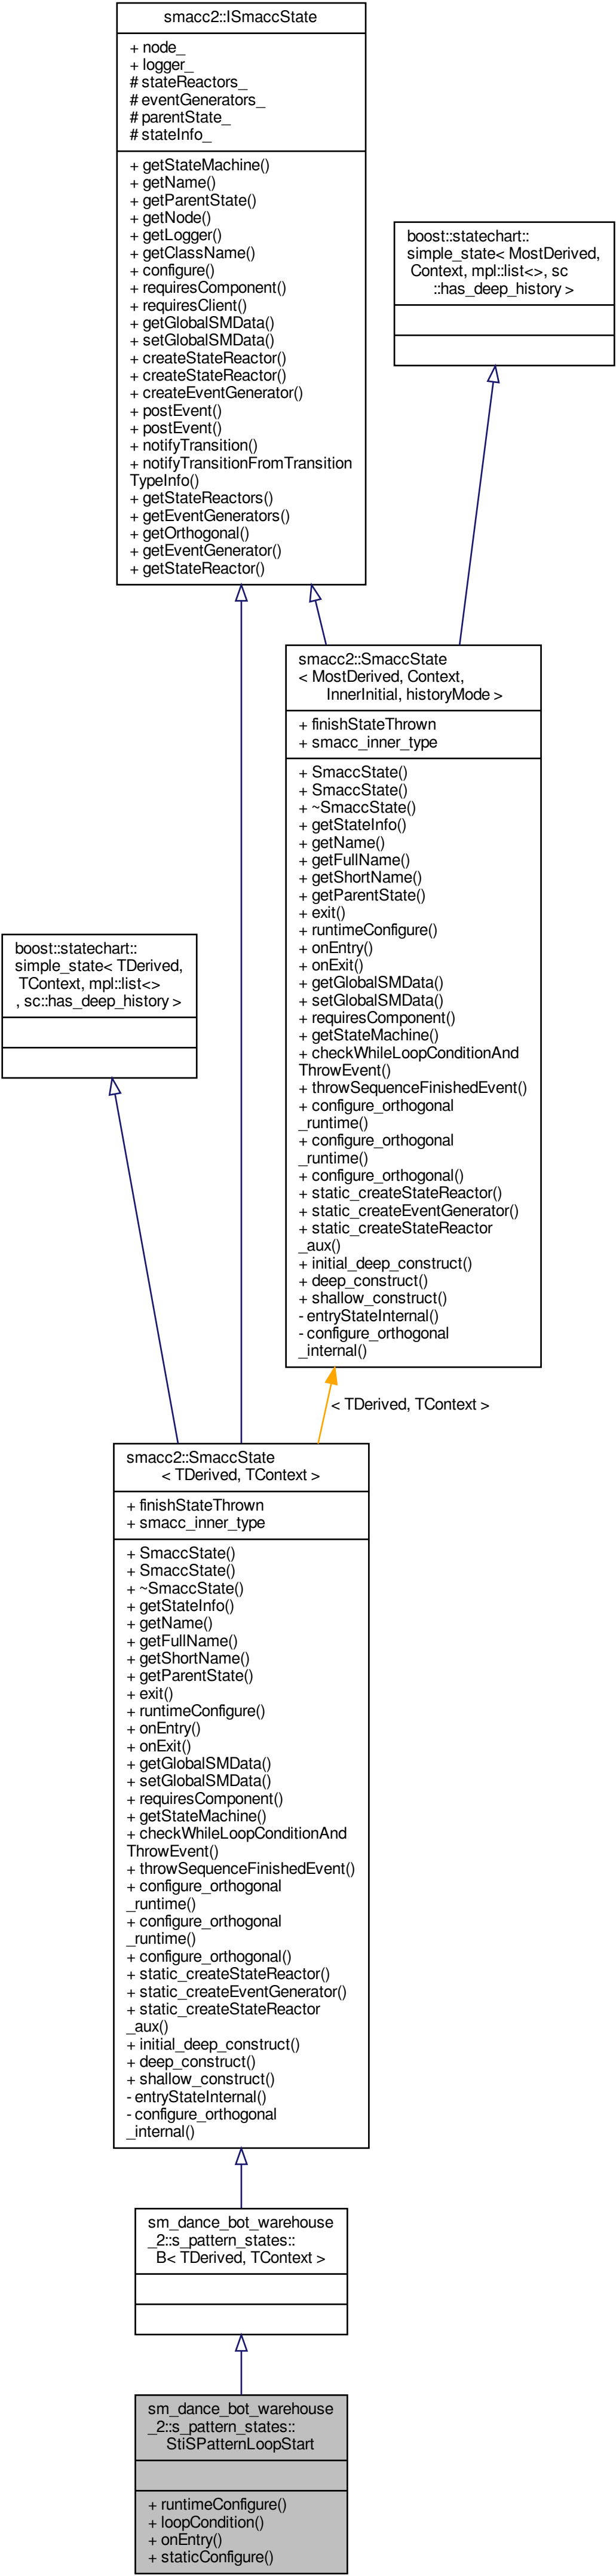 smacc2::ISmaccState
+ node_
+ logger_
# stateReactors_
# eventGenerators_
# parentState_
# stateInfo_
+ getStateMachine()
+ getName()
+ getParentState()
+ getNode()
+ getLogger()
+ getClassName()
+ configure()
+ requiresComponent()
+ requiresClient()
+ getGlobalSMData()
+ setGlobalSMData()
+ createStateReactor()
+ createStateReactor()
+ createEventGenerator()
+ postEvent()
+ postEvent()
+ notifyTransition()
+ notifyTransitionFromTransition
TypeInfo()
+ getStateReactors()
+ getEventGenerators()
+ getOrthogonal()
+ getEventGenerator()
+ getStateReactor()
boost::statechart::
simple_state< MostDerived,
Context, mpl::list<>, sc
::has_deep_history >
smacc2::SmaccState
< MostDerived, Context,
InnerInitial, historyMode >
+ finishStateThrown
+ smacc_inner_type
+ SmaccState()
+ SmaccState()
+ ~SmaccState()
+ getStateInfo()
+ getName()
+ getFullName()
+ getShortName()
+ getParentState()
+ exit()
+ runtimeConfigure()
+ onEntry()
+ onExit()
+ getGlobalSMData()
+ setGlobalSMData()
+ requiresComponent()
+ getStateMachine()
+ checkWhileLoopConditionAnd
ThrowEvent()
+ throwSequenceFinishedEvent()
+ configure_orthogonal
_runtime()
+ configure_orthogonal
_runtime()
+ configure_orthogonal()
+ static_createStateReactor()
+ static_createEventGenerator()
+ static_createStateReactor
_aux()
+ initial_deep_construct()
+ deep_construct()
+ shallow_construct()
- entryStateInternal()
- configure_orthogonal
_internal()
boost::statechart::
simple_state< TDerived,
TContext, mpl::list<>
, sc::has_deep_history >
< TDerived, TContext >
smacc2::SmaccState
< TDerived, TContext >
+ finishStateThrown
+ smacc_inner_type
+ SmaccState()
+ SmaccState()
+ ~SmaccState()
+ getStateInfo()
+ getName()
+ getFullName()
+ getShortName()
+ getParentState()
+ exit()
+ runtimeConfigure()
+ onEntry()
+ onExit()
+ getGlobalSMData()
+ setGlobalSMData()
+ requiresComponent()
+ getStateMachine()
+ checkWhileLoopConditionAnd
ThrowEvent()
+ throwSequenceFinishedEvent()
+ configure_orthogonal
_runtime()
+ configure_orthogonal
_runtime()
+ configure_orthogonal()
+ static_createStateReactor()
+ static_createEventGenerator()
+ static_createStateReactor
_aux()
+ initial_deep_construct()
+ deep_construct()
+ shallow_construct()
- entryStateInternal()
- configure_orthogonal
_internal()
sm_dance_bot_warehouse
_2::s_pattern_states::
B< TDerived, TContext >
sm_dance_bot_warehouse
_2::s_pattern_states::
StiSPatternLoopStart
+ runtimeConfigure()
+ loopCondition()
+ onEntry()
+ staticConfigure()